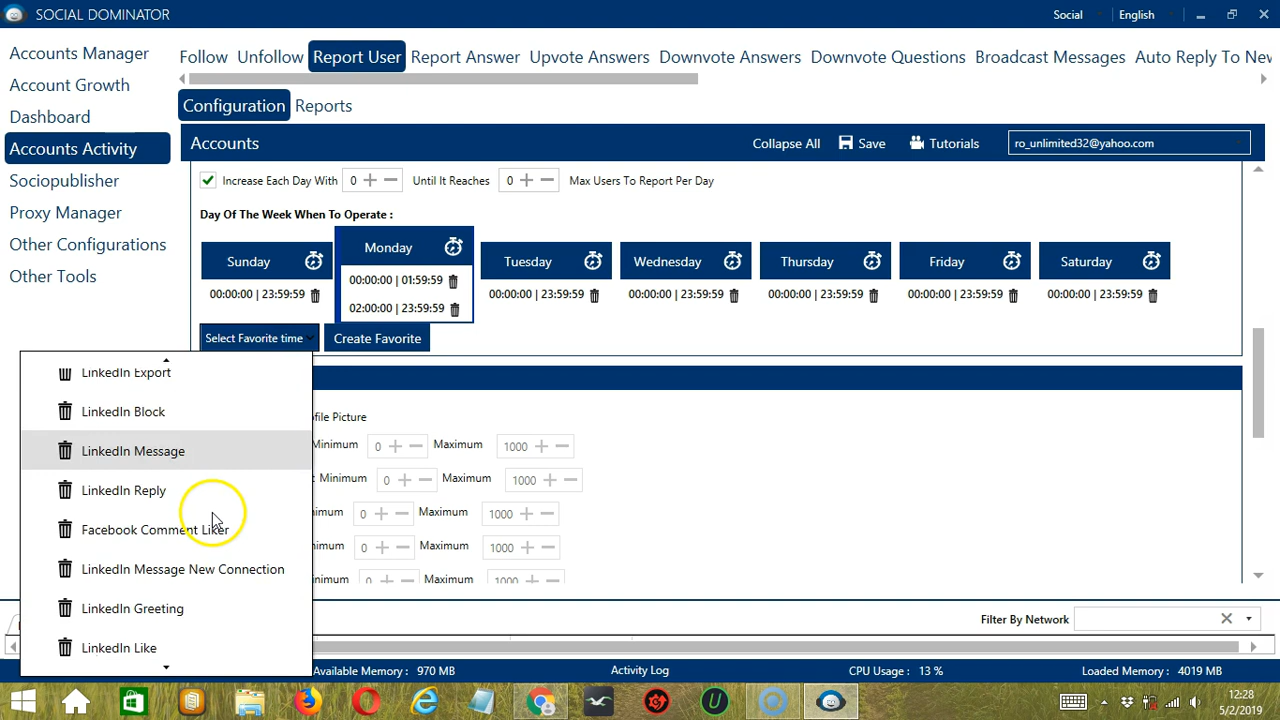 SOCIAL DOMINATOR
Social
English
Accounts Manager
Account Growth
Dashboard
Accounts Activity
Sociopublisher
Proxy Manager
Other Configurations
Other Tools
Follow
Unfollow
Report User
Report Answer
Upvote Answers
Downvote Answers
Downvote Questions
Broadcast Messages
Auto Reply To
Configuration
Reports
Accounts
Collapse All
Save
Tutorials
ro_unlimited32@yahoo.com
Increase Each Day With 0 Until It Reaches 0 Max Users To Report Per Day
Day Of The Week When To Operate :
Sunday
00:00:00 | 23:59:59
Monday
00:00:00 | 01:59:59
02:00:00 | 23:59:59
Tuesday
00:00:00 | 23:59:59
Wednesday
00:00:00 | 23:59:59
Thursday
00:00:00 | 23:59:59
Friday
00:00:00 | 23:59:59
Saturday
00:00:00 | 23:59:59
Select Favorite time
Create Favorite
LinkedIn Export
LinkedIn Block
LinkedIn Message
LinkedIn Reply
Facebook Comment Liker
LinkedIn Message New Connection
LinkedIn Greeting
LinkedIn Like
Picture
Minimum 0 Maximum 1000
Minimum 0 Maximum 1000
0 Maximum 1000
0 Maximum 1000
0 Maximum 1000
Filter By Network
Available Memory : 970 MB
Activity Log
CPU Usage : 13 %
Loaded Memory : 4019 MB
12:28
5/2/2019